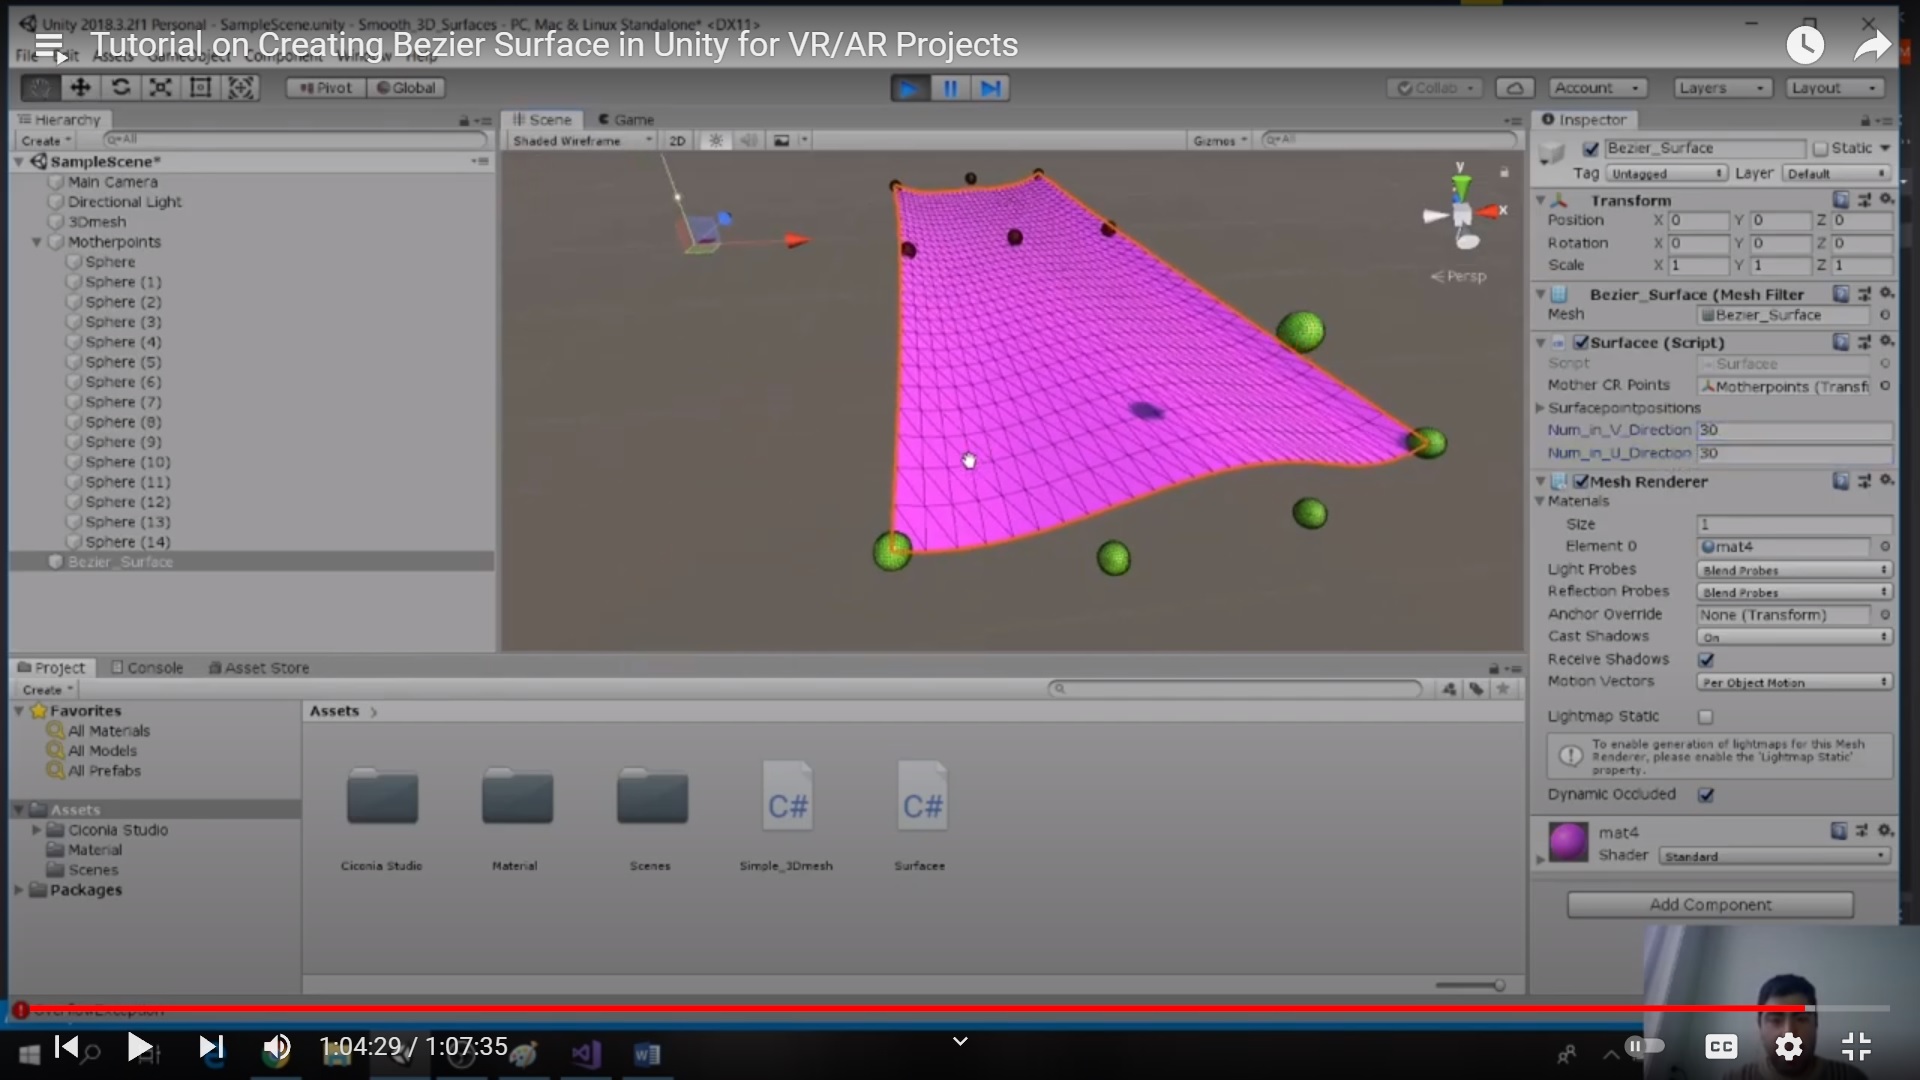 Unity 2018.3.2f1 Personal - SampleScene.unity - Smooth_3D_Surfaces - PC, Mac & Linux Standalone* <DX11>
Tutorial on Creating Bezier Surface in Unity for VR/AR Projects
File Edit Assets GameObject Component Window Help
Pivot Global Collab Account Layers Layout
Hierarchy
Create All
SampleScene*
Main Camera
Directional Light
3Dmesh
Motherpoints
Sphere
Sphere (1)
Sphere (2)
Sphere (3)
Sphere (4)
Sphere (5)
Sphere (6)
Sphere (7)
Sphere (8)
Sphere (9)
Sphere (10)
Sphere (11)
Sphere (12)
Sphere (13)
Sphere (14)
Bezier_Surface
Scene Game
Shaded Wireframe 2D Gizmos All
y
x
Persp
Inspector
Bezier_Surface Static
Tag Untagged Layer Default
Transform
Position X 0 Y 0 Z 0
Rotation X 0 Y 0 Z 0
Scale X 1 Y 1 Z 1
Bezier_Surface (Mesh Filter
Mesh Bezier_Surface
Surfacee (Script)
Script Surfacee
Mother CR Points Motherpoints (Transf
Surfacepointpositions
Num_in_V_Direction 30
Num_in_U_Direction 30
Mesh Renderer
Materials
Size 1
Element 0 mat4
Light Probes Blend Probes
Reflection Probes Blend Probes
Anchor Override None (Transform)
Cast Shadows On
Receive Shadows
Motion Vectors Per Object Motion
Lightmap Static
To enable generation of lightmaps for this Mesh
Renderer, please enable the 'Lightmap Static'
property.
Dynamic Occluded
mat4
Shader Standard
Add Component
Project Console Asset Store
Create
Favorites
All Materials
All Models
All Prefabs
Assets
Ciconia Studio
Material
Scenes
Packages
Assets
C# C#
Ciconia Studio Material Scenes Simple_3Dmesh Surfacee
OverflowException
1:04:29 / 1:07:35
CC